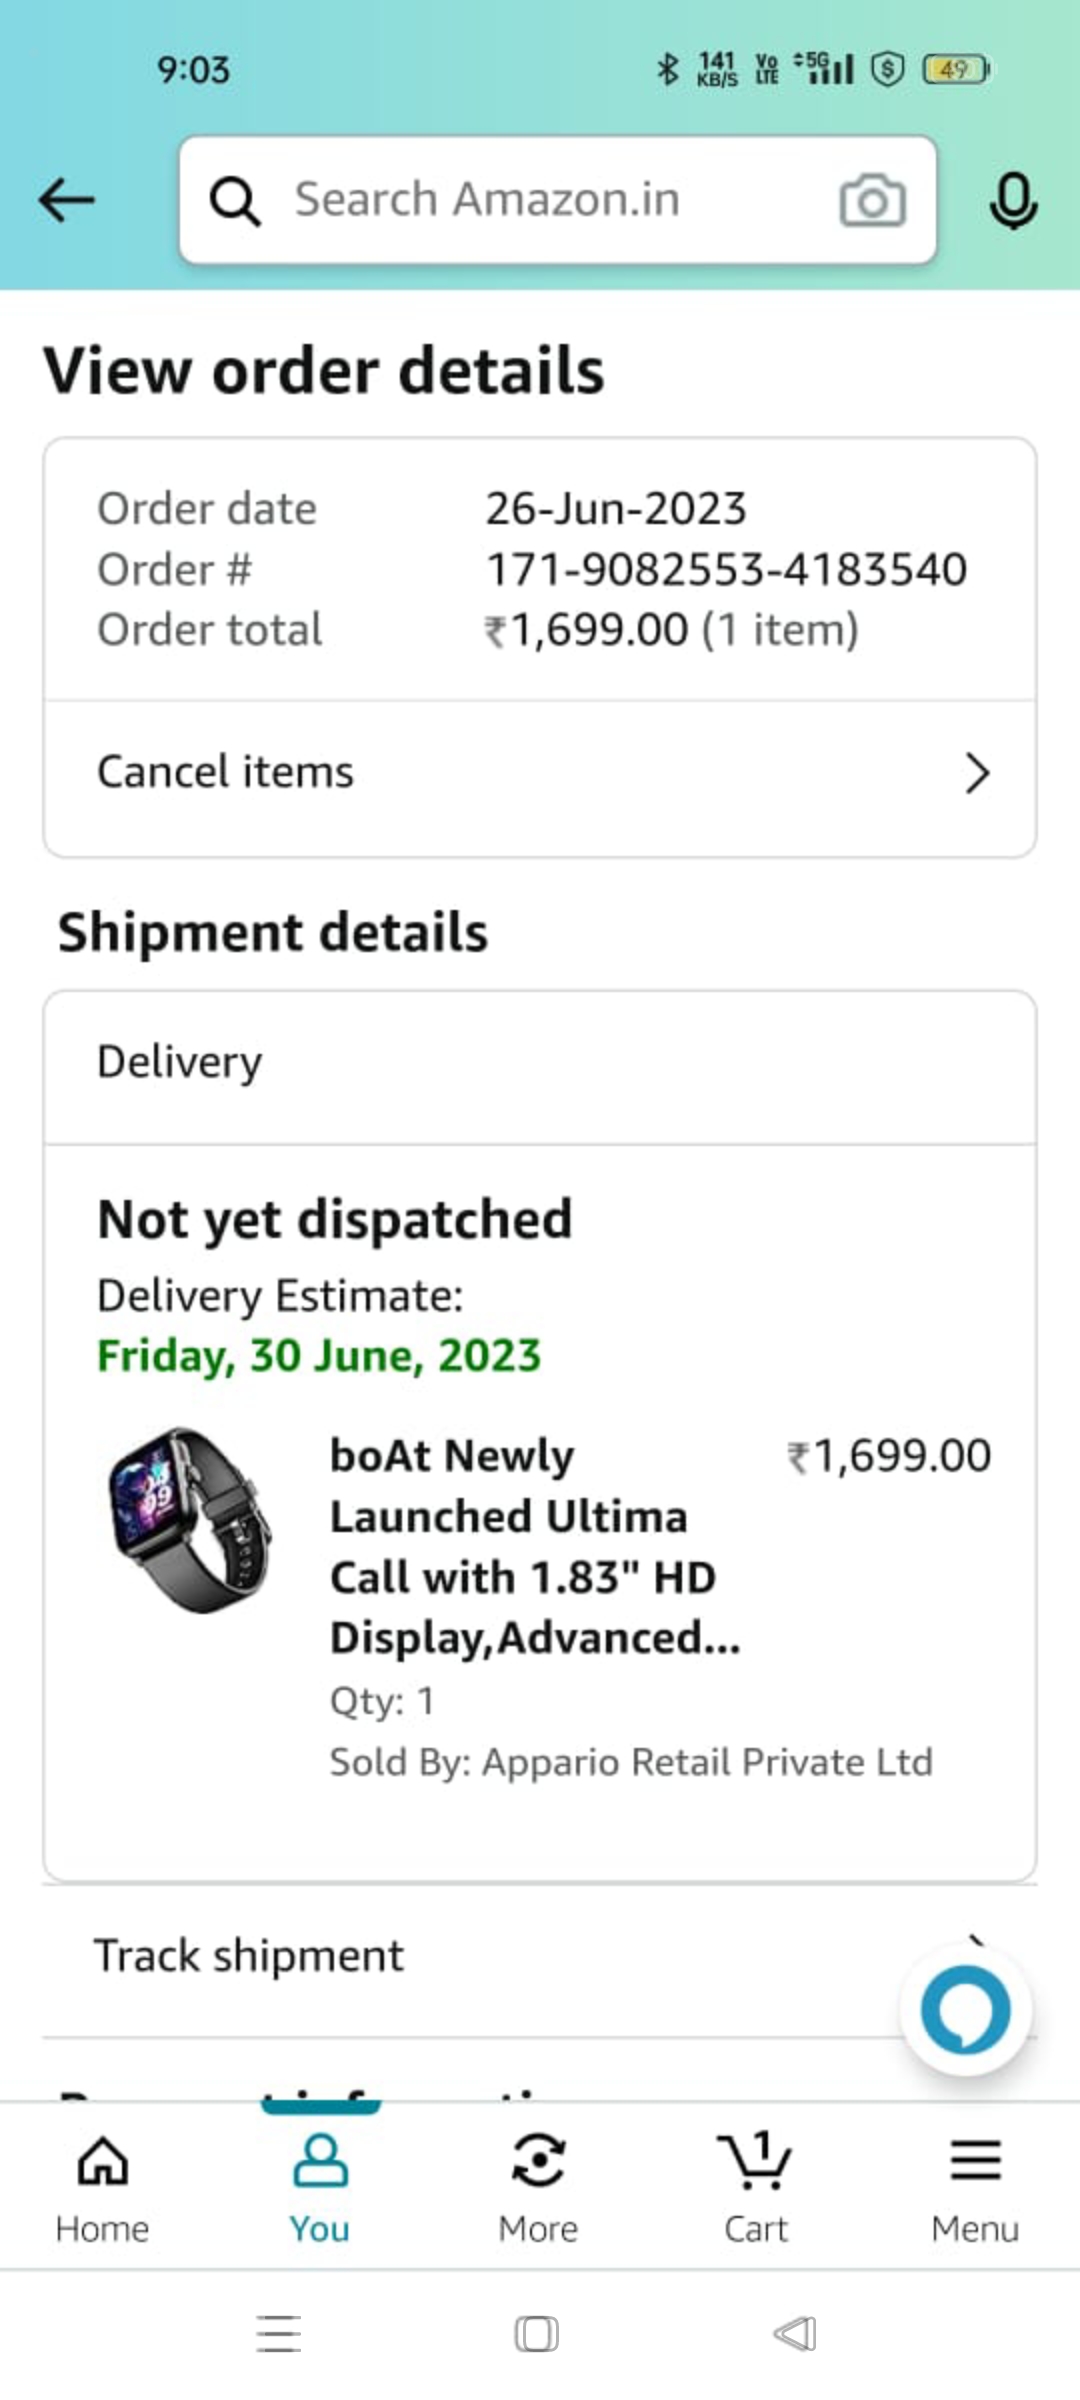 9:03
141 KB/S
Vo LTE
5G
49
Search Amazon.in
View order details
Order date 26-Jun-2023
Order # 171-9082553-4183540
Order total ₹1,699.00 (1 item)
Cancel items
Shipment details
Delivery
Not yet dispatched
Delivery Estimate:
Friday, 30 June, 2023
boAt Newly ₹1,699.00
Launched Ultima
Call with 1.83" HD
Display,Advanced...
Qty: 1
Sold By: Appario Retail Private Ltd
Track shipment
1
Home You More Cart Menu